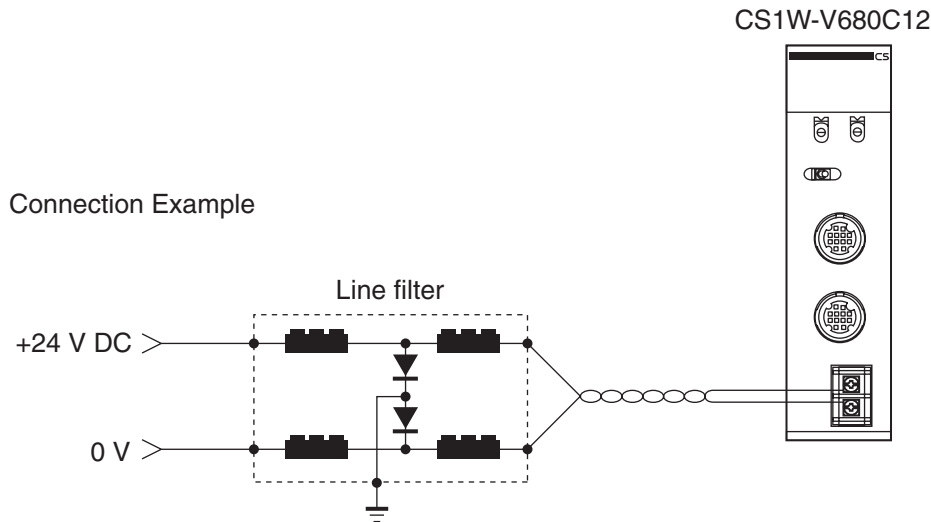 CS1W-V680C12
CS
Connection Example
Line filter
+24 V DC
0 V